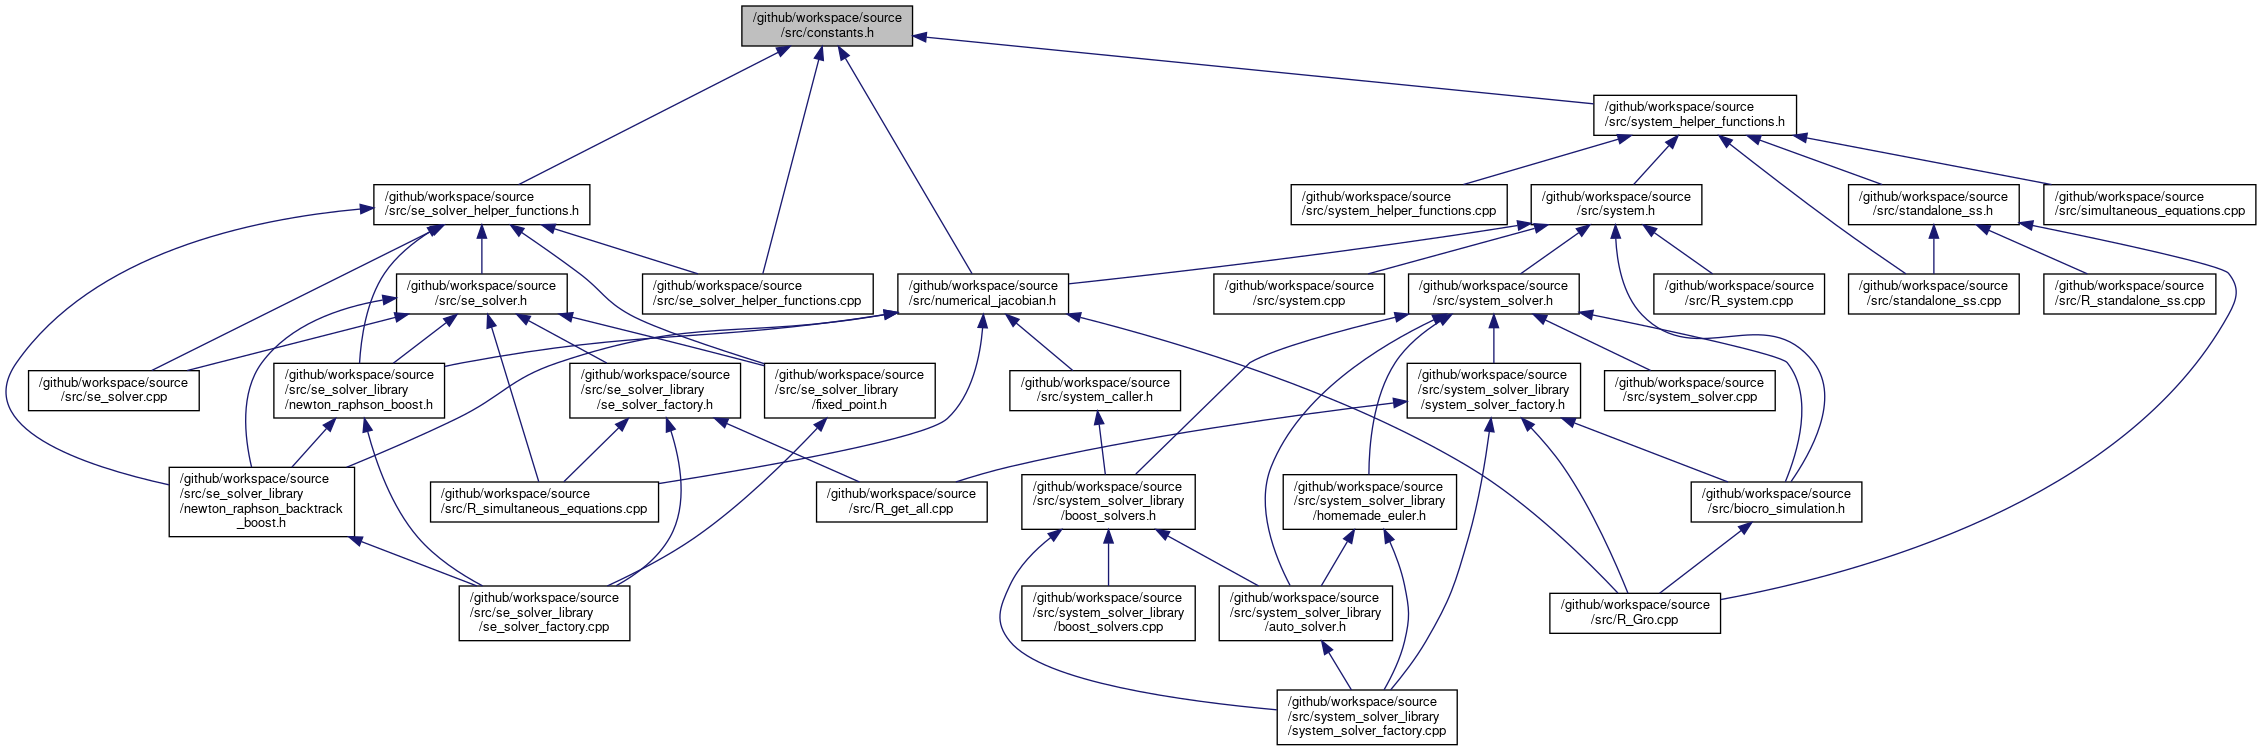 /github/workspace/source
/src/constants.h
/github/workspace/source
/src/system_helper_functions.h
/github/workspace/source
/src/se_solver_helper_functions.h
/github/workspace/source
/src/system_helper_functions.cpp
/github/workspace/source
/src/system.h
/github/workspace/source
/src/standalone_ss.h
/github/workspace/source
/src/simultaneous_equations.cpp
/github/workspace/source
/src/se_solver.h
/github/workspace/source
/src/se_solver_helper_functions.cpp
/github/workspace/source
/src/numerical_jacobian.h
/github/workspace/source
/src/system.cpp
/github/workspace/source
/src/system_solver.h
/github/workspace/source
/src/R_system.cpp
/github/workspace/source
/src/standalone_ss.cpp
/github/workspace/source
/src/R_standalone_ss.cpp
/github/workspace/source
/src/se_solver.cpp
/github/workspace/source
/src/se_solver_library
/newton_raphson_boost.h
/github/workspace/source
/src/se_solver_library
/se_solver_factory.h
/github/workspace/source
/src/se_solver_library
/fixed_point.h
/github/workspace/source
/src/system_caller.h
/github/workspace/source
/src/system_solver_library
/system_solver_factory.h
/github/workspace/source
/src/system_solver.cpp
/github/workspace/source
/src/se_solver_library
/newton_raphson_backtrack
_boost.h
/github/workspace/source
/src/R_simultaneous_equations.cpp
/github/workspace/source
/src/R_get_all.cpp
/github/workspace/source
/src/system_solver_library
/boost_solvers.h
/github/workspace/source
/src/system_solver_library
/homemade_euler.h
/github/workspace/source
/src/biocro_simulation.h
/github/workspace/source
/src/se_solver_library
/se_solver_factory.cpp
/github/workspace/source
/src/system_solver_library
/boost_solvers.cpp
/github/workspace/source
/src/system_solver_library
/auto_solver.h
/github/workspace/source
/src/R_Gro.cpp
/github/workspace/source
/src/system_solver_library
/system_solver_factory.cpp